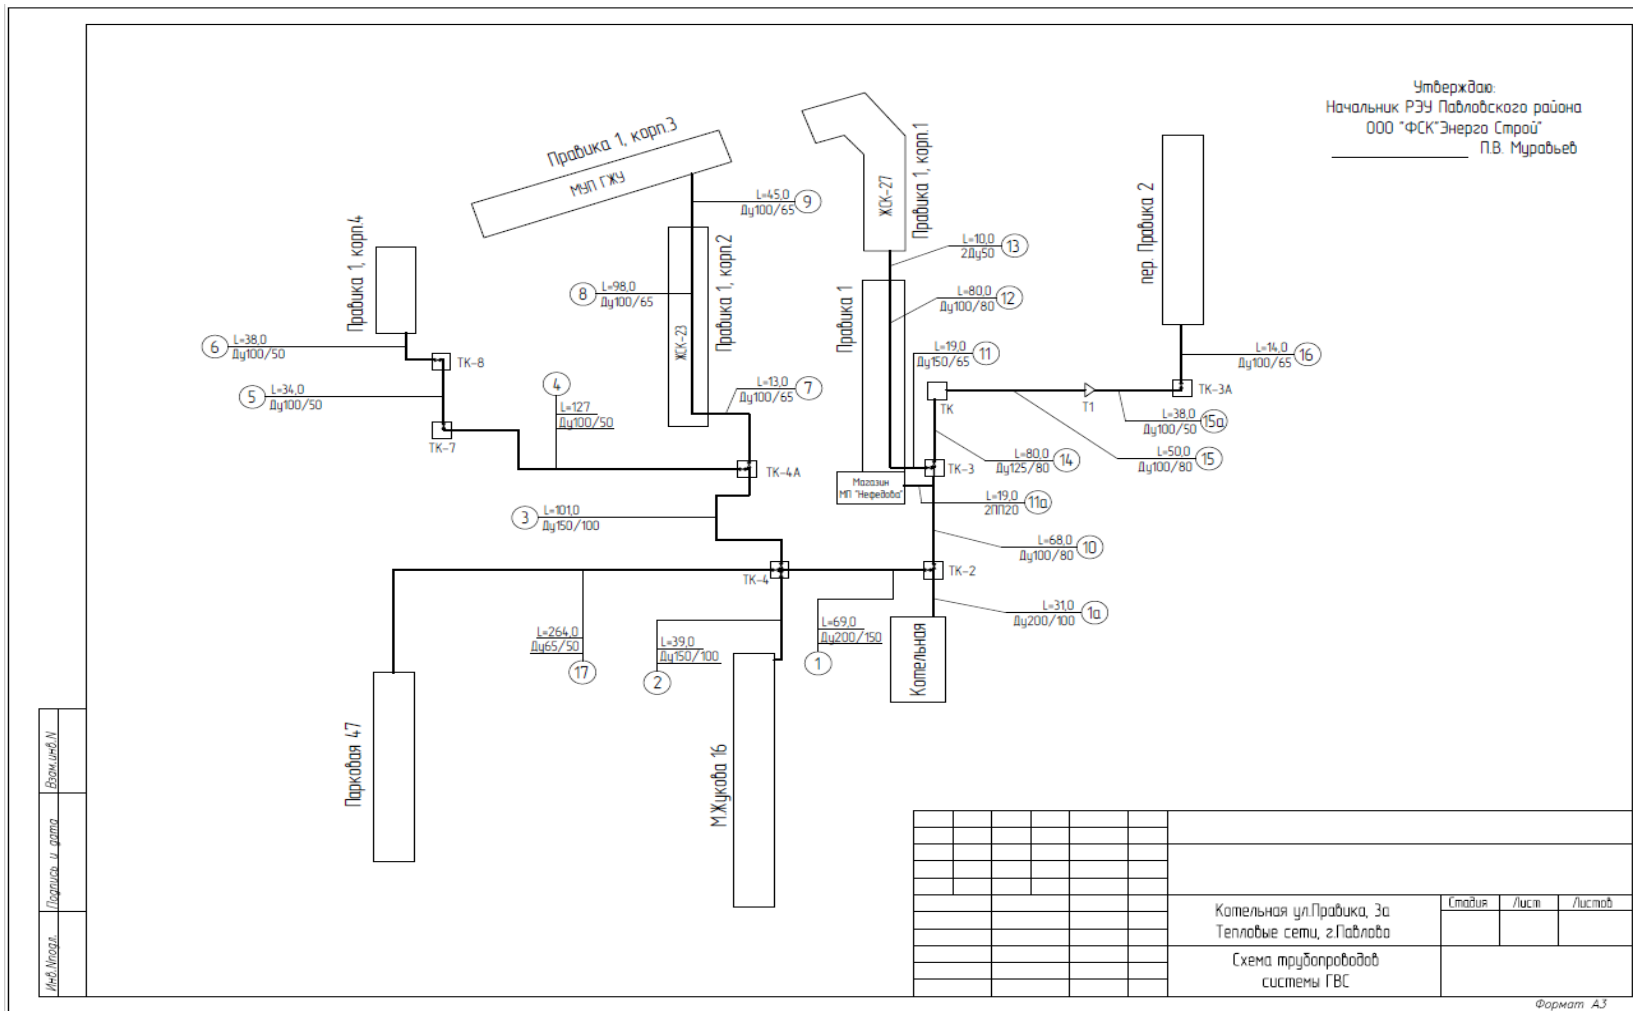 Утверждаю:
Начальник РЭУ Павловского района
ООО "ФСК"Энерго Строй"
П.В. Муравьев
Правика 1, корп.3
МУП ГЖУ
Правика 1, корп.1
ЖСК-27
пер. Правика 2
L=45,0
Ду100/65
9
Правика 1, корп.4
Правика 1, корп.2
ЖСК-23
L=10,0
2Ду50
13
8
L=98,0
Ду100/65
Правика 1
L=80,0
Ду100/80
12
6
L=38,0
Ду100/50
ТК-8
L=19,0
Ду150/65
11
L=14,0
Ду100/65
16
5
L=34,0
Ду100/50
4
L=127
Ду100/50
L=13,0
Ду100/65
7
ТК
Т1
ТК-3А
L=38,0
Ду100/50
15а
ТК-7
ТК-4А
ТК-3
L=80,0
Ду125/80
14
L=50,0
Ду100/80
15
Магазин
МП "Нефедова"
L=19,0
2ПП20
11а
3
L=101,0
Ду150/100
L=68,0
Ду100/80
10
ТК-4
ТК-2
L=31,0
Ду200/100
1а
L=264,0
Ду65/50
17
L=39,0
Ду150/100
2
L=69,0
Ду200/150
1
Котельная
Парковая 47
М.Жукова 16
Взам.инв.N
Подпись и дата
Инв.Nподл.
Котельная ул.Правика, 3а
Тепловые сети, г.Павлово
Стадия
Лист
Листов
Схема трубопроводов
системы ГВС
Формат А3